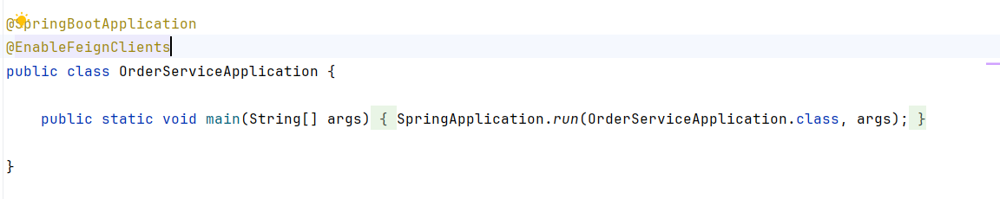 @SpringBootApplication
@EnableFeignClients
public class OrderServiceApplication {
public static void main(String[] args) { SpringApplication.run(OrderServiceApplication.class, args); }
}